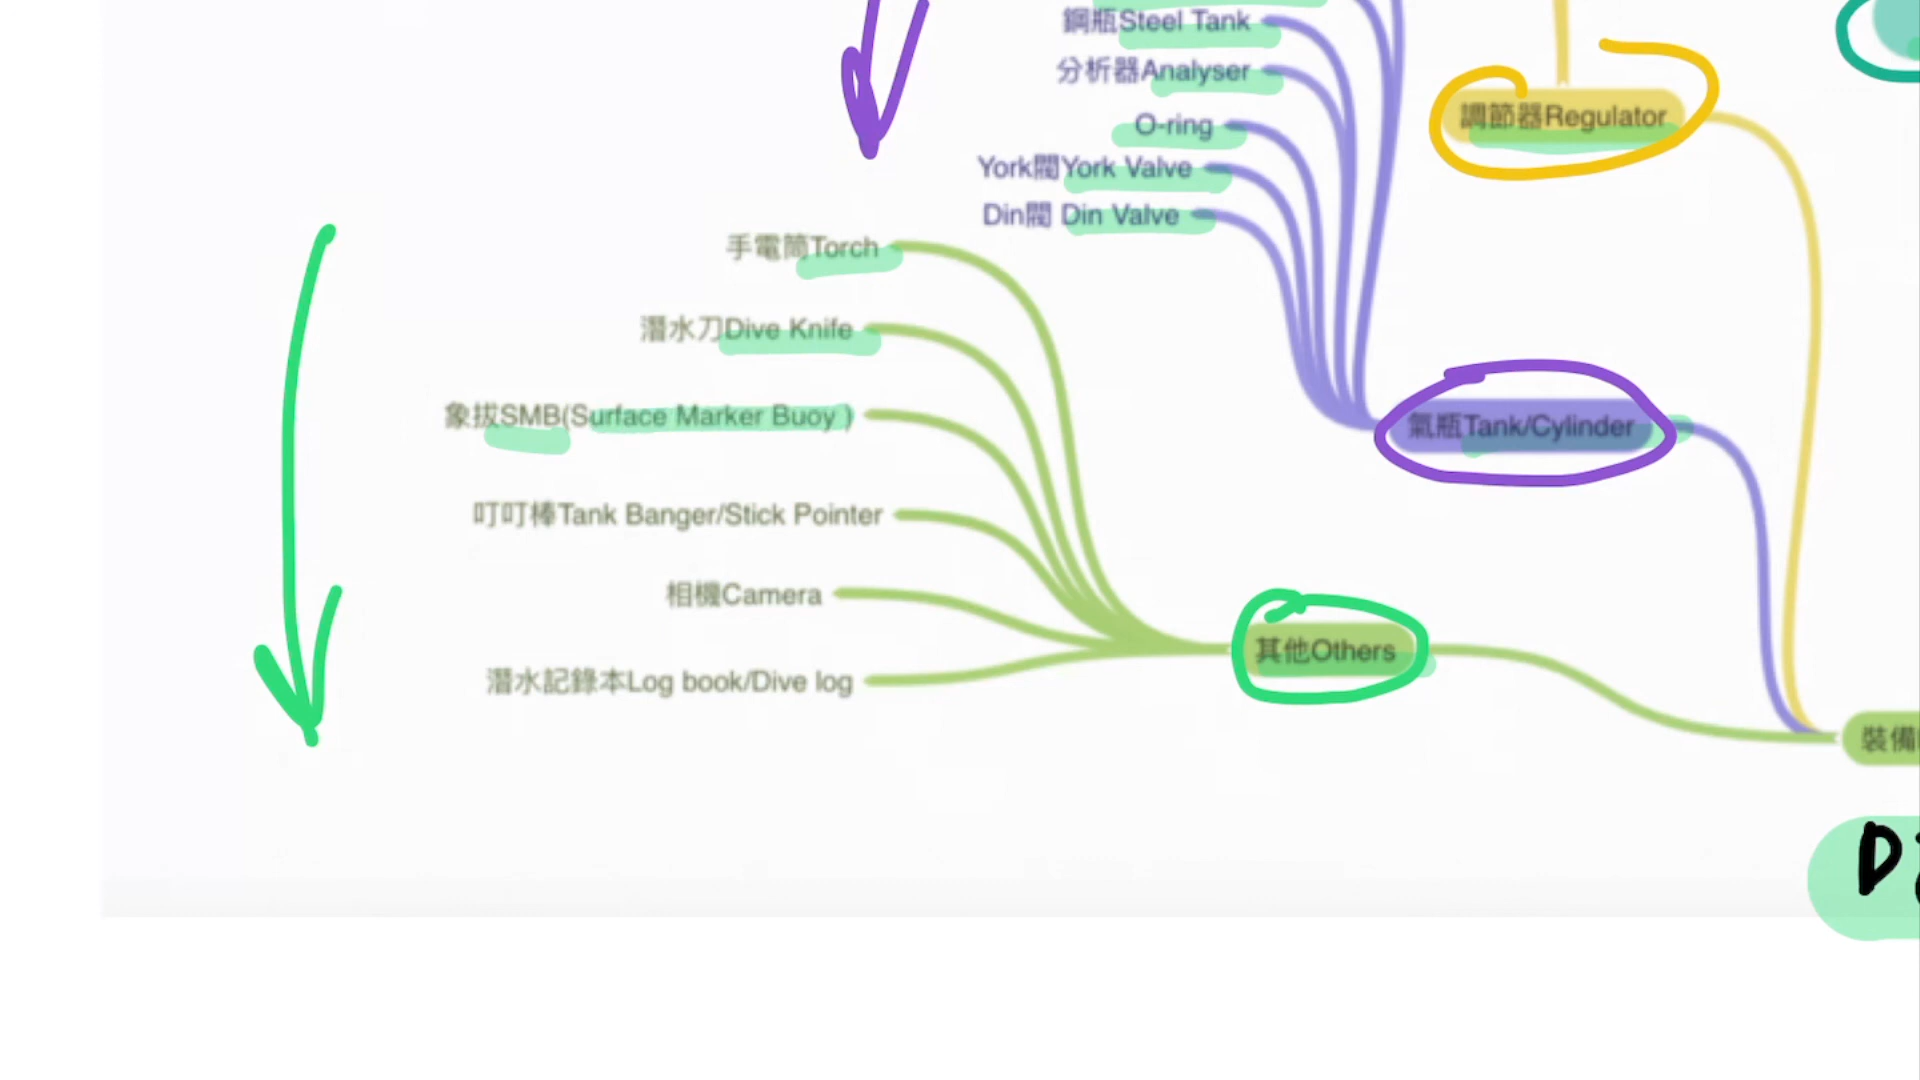 鋼瓶Steel Tank
分析器Analyser
O-ring
York閥York Valve
Din閥 Din Valve
調節器Regulator
手電筒Torch
潛水刀Dive Knife
象拔SMB(Surface Marker Buoy )
叮叮棒Tank Banger/Stick Pointer
相機Camera
潛水記錄本Log book/Dive log
氣瓶Tank/Cylinder
其他Others
裝備